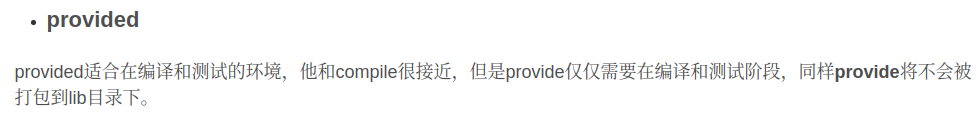 provided
provided适合在编译和测试的环境，他和compile很接近，但是provide仅仅需要在编译和测试阶段，同样provide将不会被
打包到lib目录下。